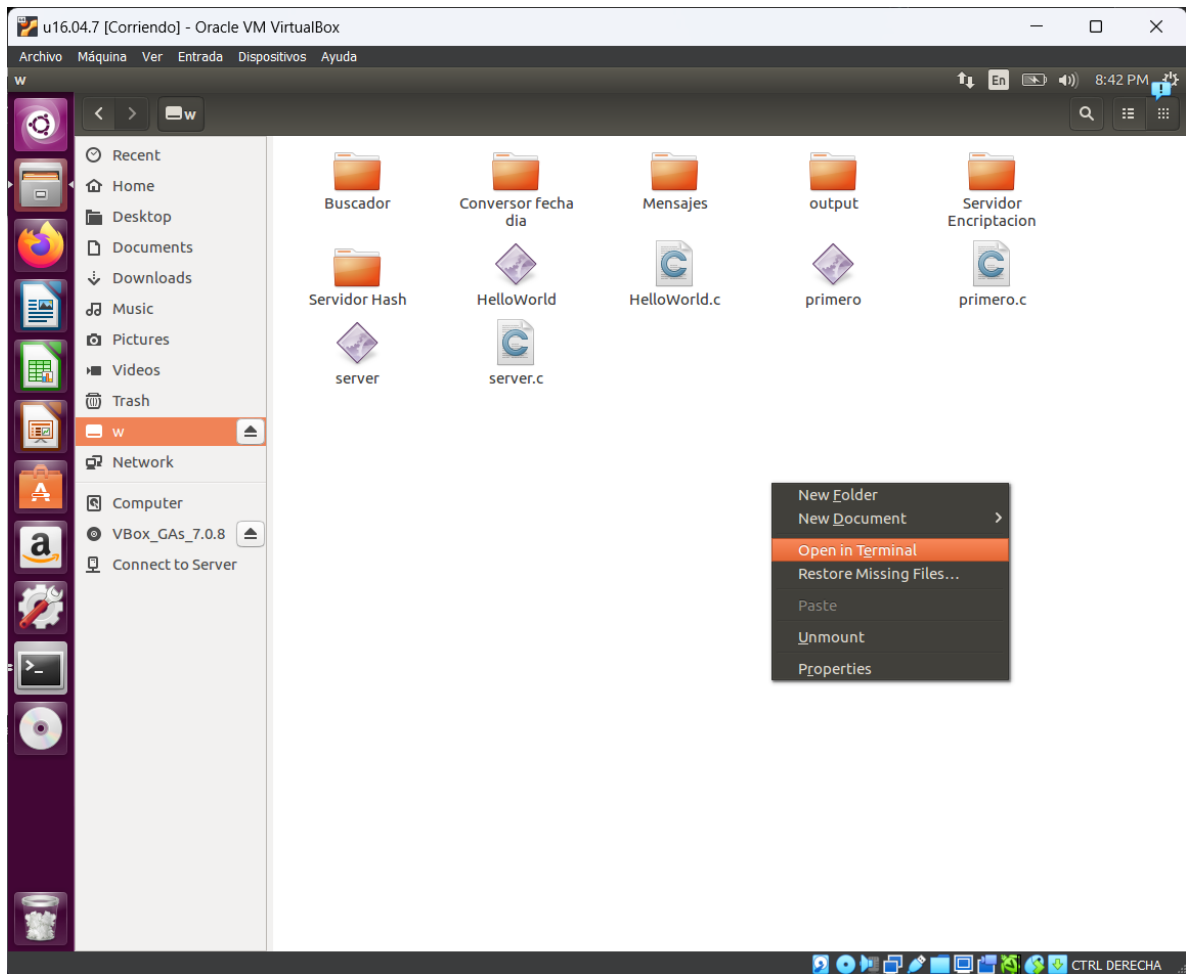 u16.04.7 [Corriendo] - Oracle VM VirtualBox
Archivo Máquina Ver Entrada Dispositivos Ayuda
w
En
8:42 PM
w
Recent
Home
Desktop
Documents
Downloads
Music
Pictures
Videos
Trash
w
Network
Computer
VBox_GAs_7.0.8
Connect to Server
Buscador
Conversor fecha
dia
Mensajes
output
Servidor
Encriptacion
Servidor Hash
HelloWorld
HelloWorld.c
primero
primero.c
server
server.c
New Folder
New Document
Open in Terminal
Restore Missing Files...
Paste
Unmount
Properties
CTRL DERECHA